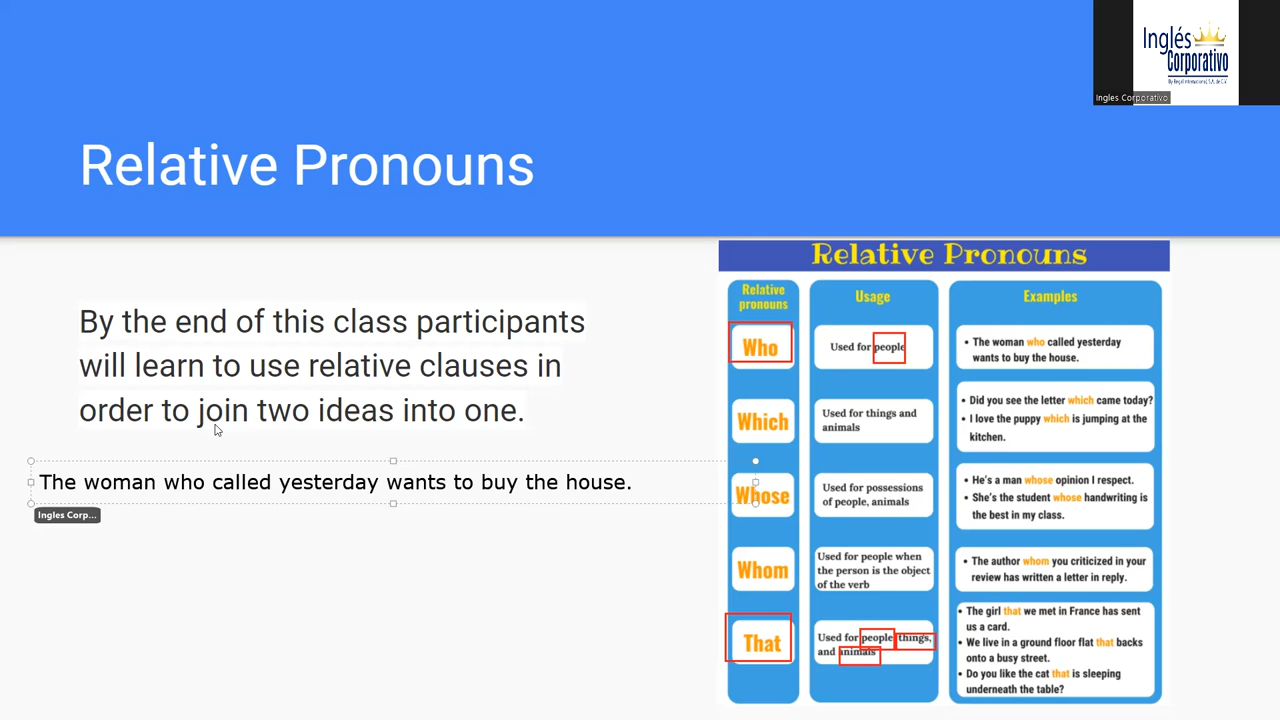 Inglés
Corporativo
Ingles Corporativo
Relative Pronouns
By the end of this class participants
will learn to use relative clauses in
order to join two ideas into one.
The woman who called yesterday wants to buy the house.
Ingles Corp...
Relative Pronouns
Relative
pronouns
Usage
Examples
Who
Used for people
• The woman who called yesterday
wants to buy the house.
Which
Used for things and
animals
• Did you see the letter which came today?
• I love the puppy which is jumping at the
kitchen.
Whose
Used for possessions
of people, animals
• He's a man whose opinion I respect.
• She's the student whose handwriting is
the best in my class.
Whom
Used for people when
the person is the object
of the verb
• The author whom you criticized in your
review has written a letter in reply.
That
Used for people, things,
and animals
• The girl that we met in France has sent
us a card.
• We live in a ground floor flat that backs
onto a busy street.
• Do you like the cat that is sleeping
underneath the table?